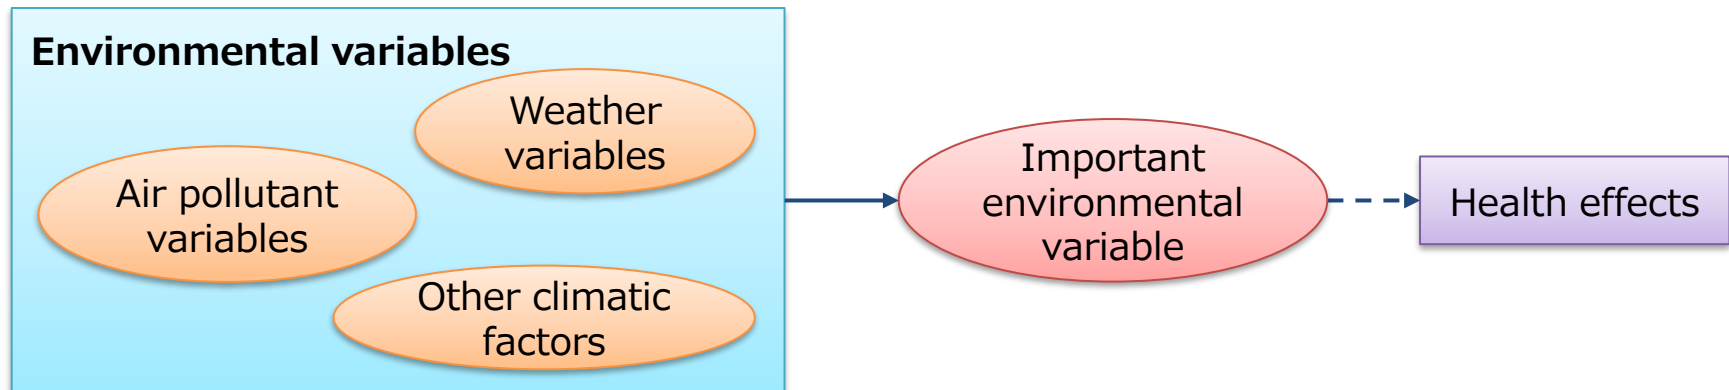 Environmental variables
Weather
variables
Air pollutant
variables
Other climatic
factors
Important
environmental
variable
Health effects